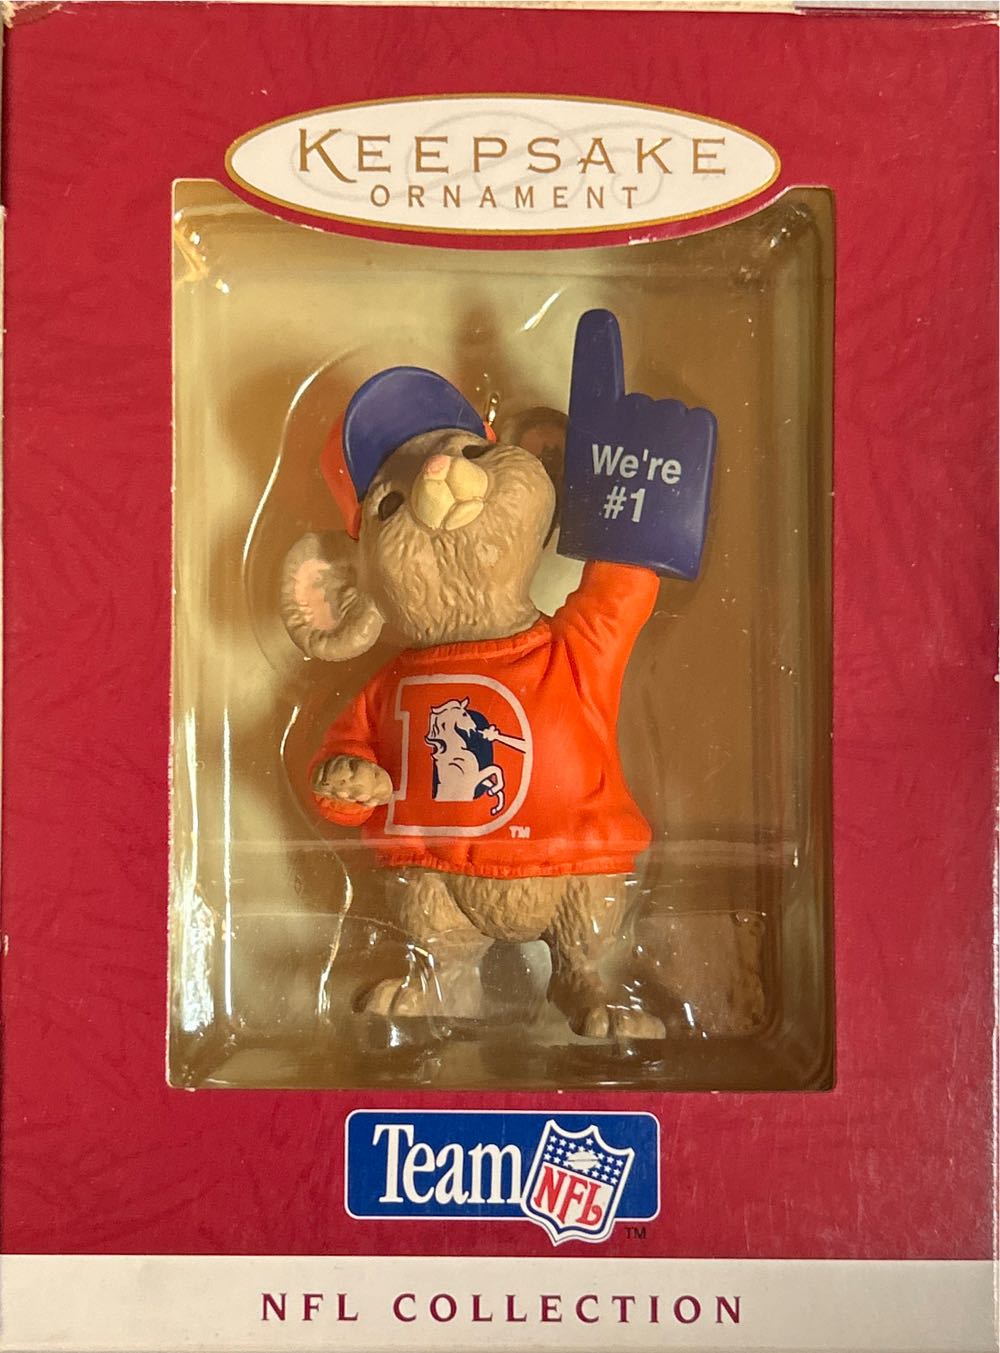 KEEPSAKE
ORNAMENT
We're
#1
D
TM
Team NFL
TM
NFL COLLECTION